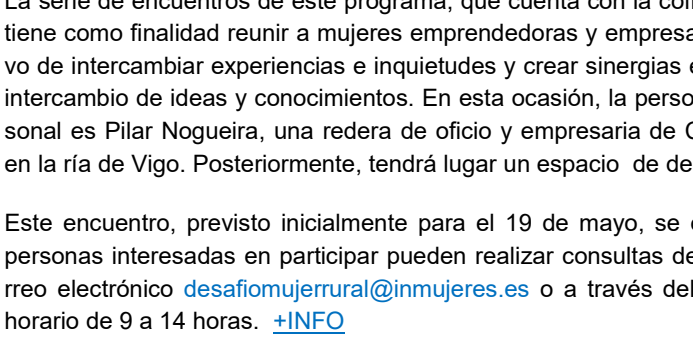 La serie de encuentros de este programa, que cuenta con la
tiene como finalidad reunir a mujeres emprendedoras y empresa
vo de intercambiar experiencias e inquietudes y crear sinergias
intercambio de ideas y conocimientos. En esta ocasión, la perso
sonal es Pilar Nogueira, una redera de oficio y empresaria de
en la ría de Vigo. Posteriormente, tendrá lugar un espacio de de
Este encuentro, previsto inicialmente para el 19 de mayo, se
personas interesadas en participar pueden realizar consultas de
rreo electrónico desafiomujerrural@inmujeres.es o a través del
horario de 9 a 14 horas. +INFO